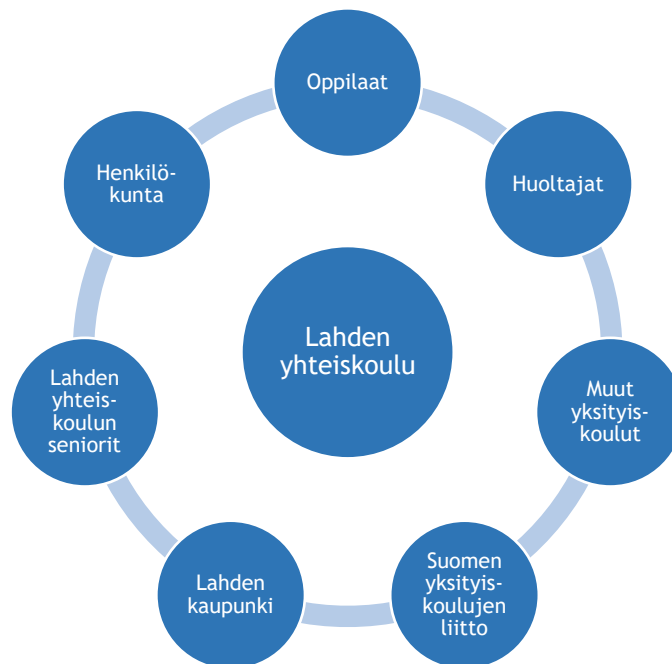 Oppilaat
Huoltajat
Muut
yksityis-
koulut
Suomen
yksityis-
koulujen
liitto
Lahden
kaupunki
Lahden
yhteis-
koulun
seniorit
Henkilö-
kunta
Lahden
yhteiskoulu